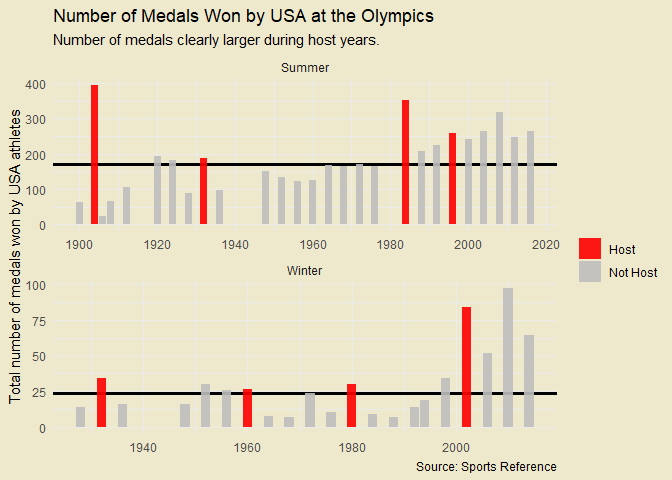 Number of Medals Won by USA at the Olympics
Number of medals clearly larger during host years.
Total number of medals won by USA athletes
Summer
400
300
200
100
0
1900 1920 1940 1960 1980 2000 2020
Winter
100
75
50
25
0
1940 1960 1980 2000
Host
Not Host
Source: Sports Reference